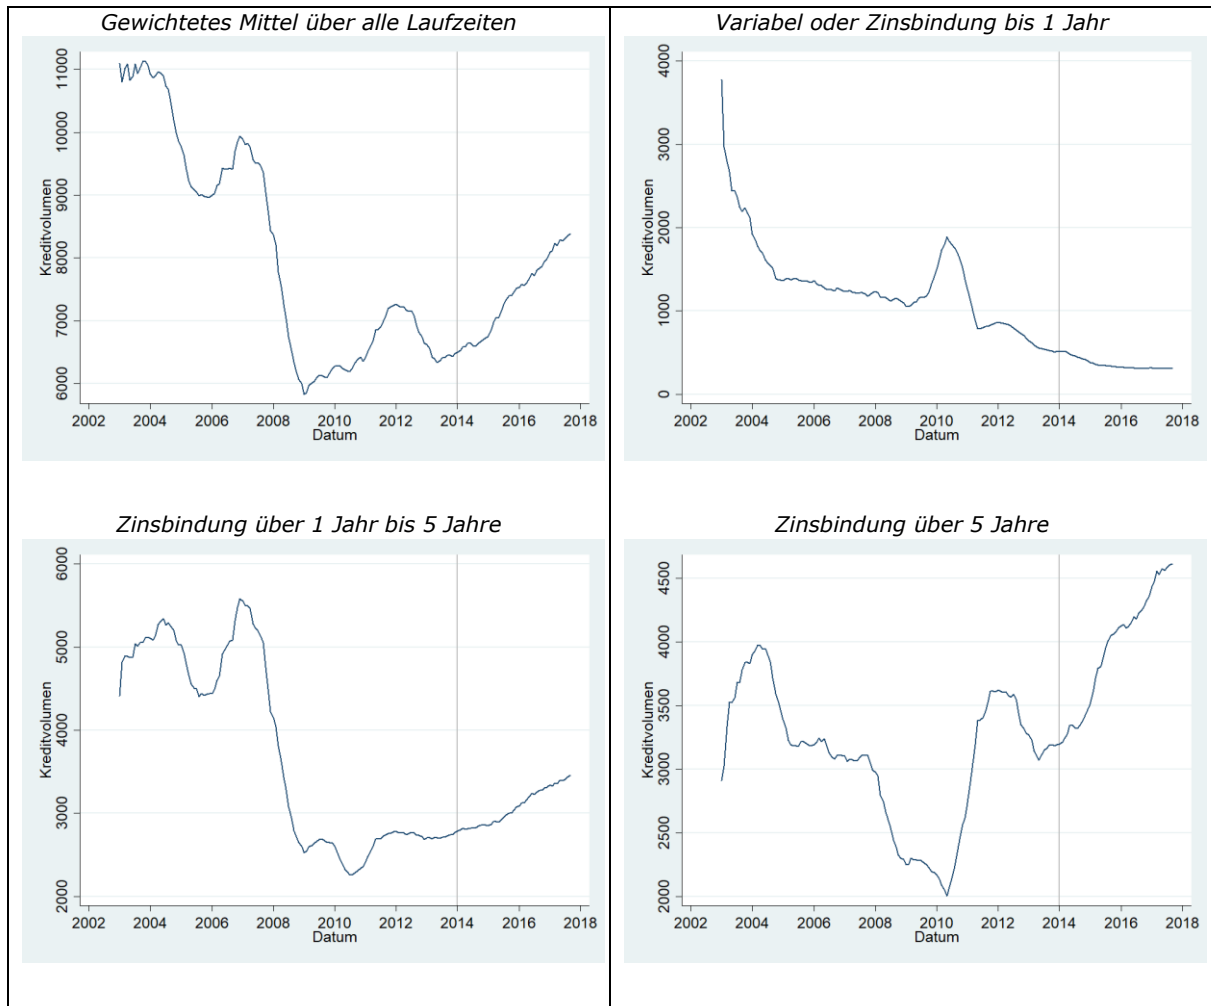 Gewichtetes Mittel über alle Laufzeiten
11000
10000
9000
8000
7000
6000
Kreditvolumen
2002 2004 2006 2008 2010 2012 2014 2016 2018
Datum
Variabel oder Zinsbindung bis 1 Jahr
4000
3000
2000
1000
0
Kreditvolumen
2002 2004 2006 2008 2010 2012 2014 2016 2018
Datum
Zinsbindung über 1 Jahr bis 5 Jahre
6000
5000
4000
3000
2000
Kreditvolumen
2002 2004 2006 2008 2010 2012 2014 2016 2018
Datum
Zinsbindung über 5 Jahre
4500
4000
3500
3000
2500
2000
Kreditvolumen
2002 2004 2006 2008 2010 2012 2014 2016 2018
Datum